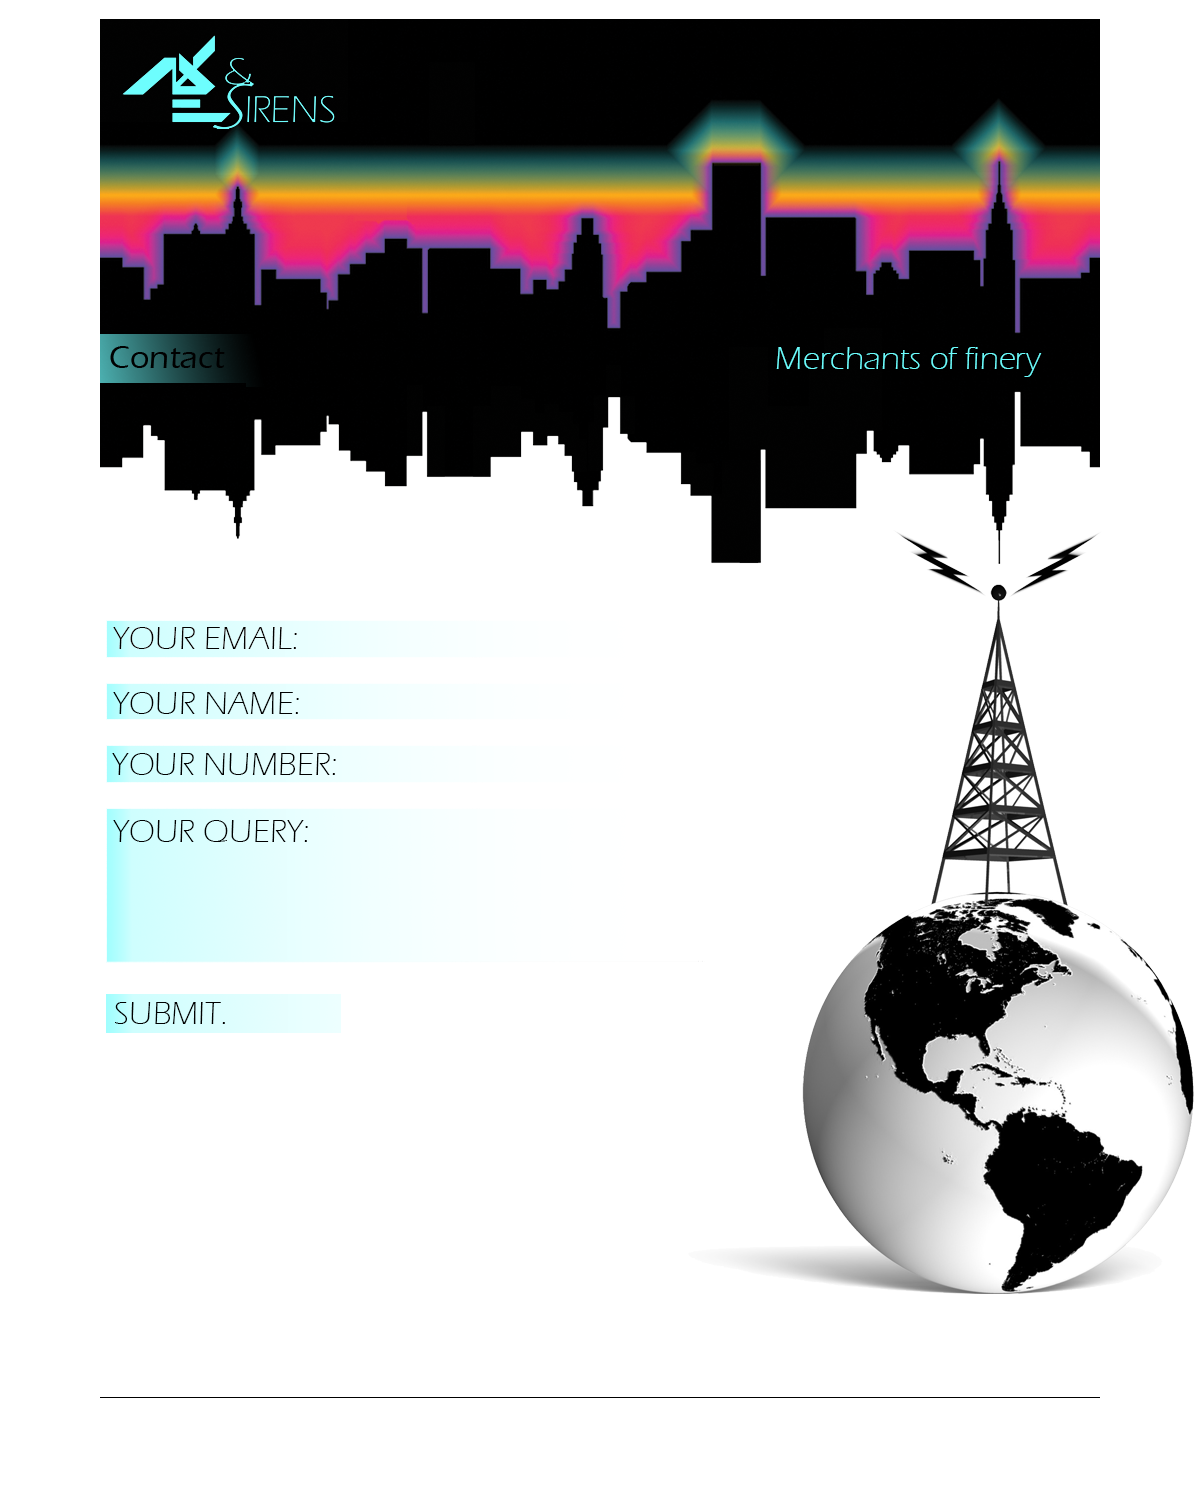 &
SIRENS
Contact
Merchants of finery
YOUR EMAIL:
YOUR NAME:
YOUR NUMBER:
YOUR QUERY:
SUBMIT.